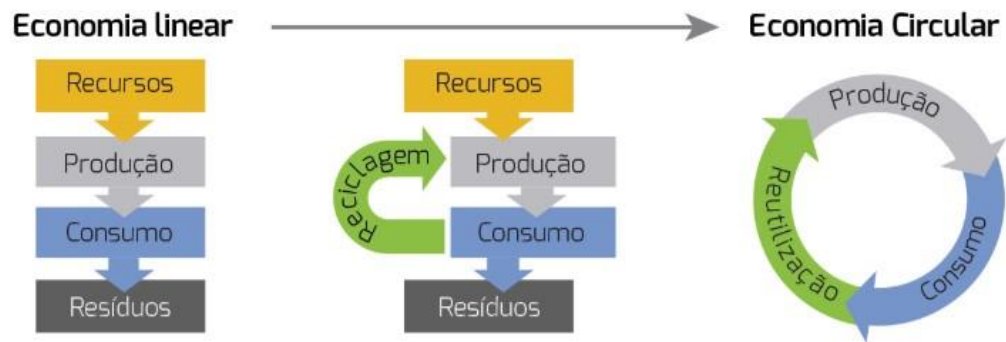 Economia linear
Economia Circular
Recursos
Produção
Consumo
Resíduos
Recursos
Reciclagem
Produção
Consumo
Resíduos
Produção
Consumo
Reutilização